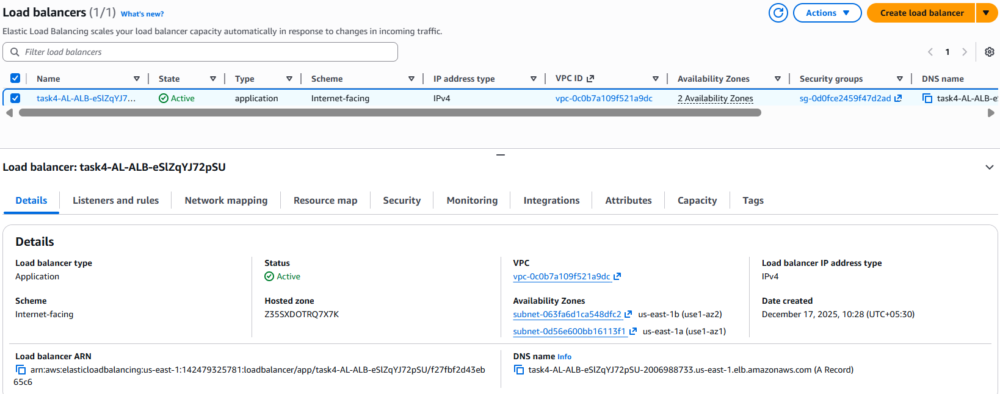 Load balancers (1/1) What's new?
Actions
Create load balancer
Elastic Load Balancing scales your load balancer capacity automatically in response to changes in incoming traffic.
Filter load balancers
1
Name State Type Scheme IP address type VPC ID Availability Zones Security groups DNS name
task4-AL-ALB-eSlZqYJ7... Active application Internet-facing IPv4 vpc-0c0b7a109f521a9dc 2 Availability Zones sg-0d0fce2459f47d2ad task4-AL-ALB-e
Load balancer: task4-AL-ALB-eSlZqYJ72pSU
Details Listeners and rules Network mapping Resource map Security Monitoring Integrations Attributes Capacity Tags
Details
Load balancer type
Application
Status
Active
VPC
vpc-0c0b7a109f521a9dc
Load balancer IP address type
IPv4
Scheme
Internet-facing
Hosted zone
Z35SXDOTRQ7X7K
Availability Zones
subnet-063fa6d1ca548dfc2 us-east-1b (use1-az2)
subnet-0d56e600bb16113f1 us-east-1a (use1-az1)
Date created
December 17, 2025, 10:28 (UTC+05:30)
Load balancer ARN
arn:aws:elasticloadbalancing:us-east-1:142479325781:loadbalancer/app/task4-AL-ALB-eSlZqYJ72pSU/f27fbf2d43eb
65c6
DNS name Info
task4-AL-ALB-eSlZqYJ72pSU-2006988733.us-east-1.elb.amazonaws.com (A Record)